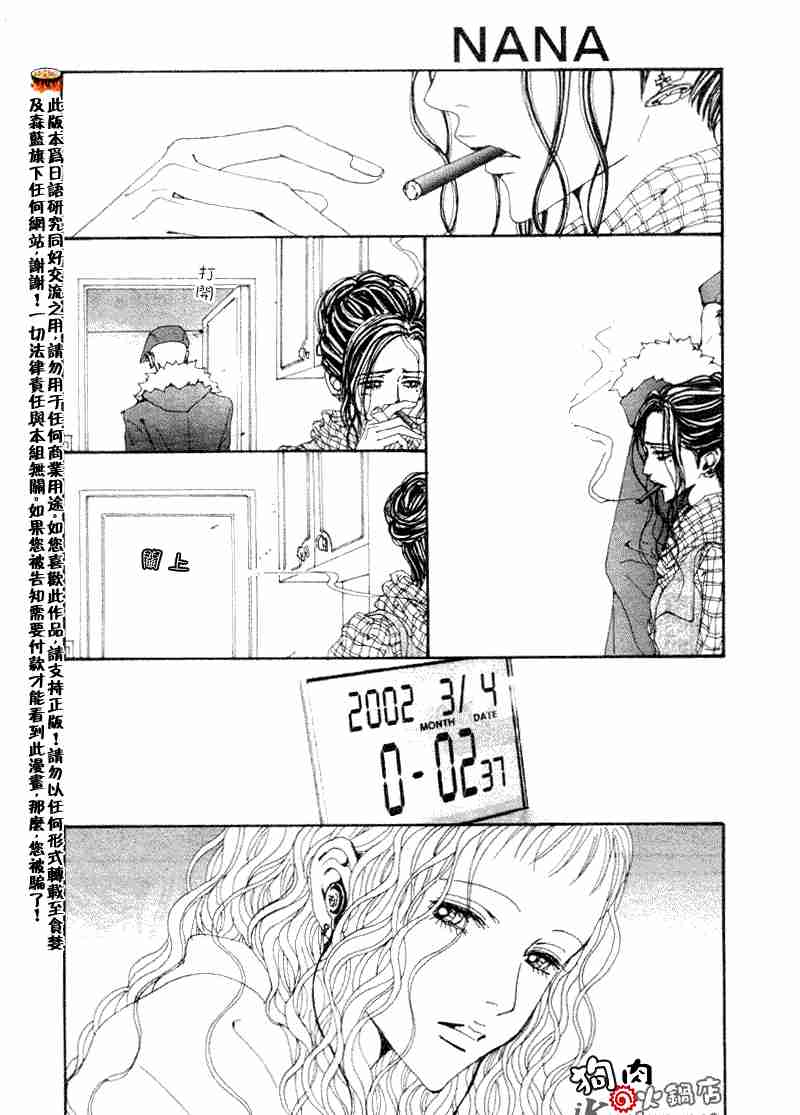 NANA
此版本爲日語研究同好交流之用,請勿用于任何商業用途。如您喜歡此作品,請支持正版!請勿以任何形式轉載至貪婪
及森藍旗下任何網站,謝謝!一切法律責任與本組無關。如果您被告知需要付款才能看到此漫畫,那麼,您被騙了!
打開
關上
2002 3/4
MONTH DATE
0-02 37
狗肉
火鍋店